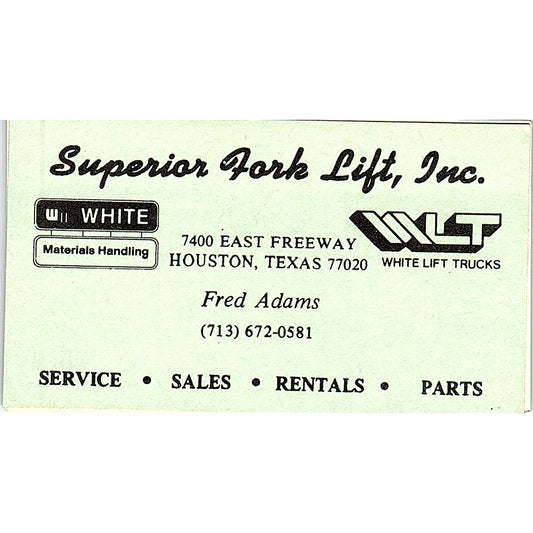 Superior Fork Lift, Inc.
WHITE
Materials Handling
7400 EAST FREEWAY
HOUSTON, TEXAS 77020
WLT
WHITE LIFT TRUCKS
Fred Adams
(713) 672-0581
SERVICE • SALES • RENTALS • PARTS